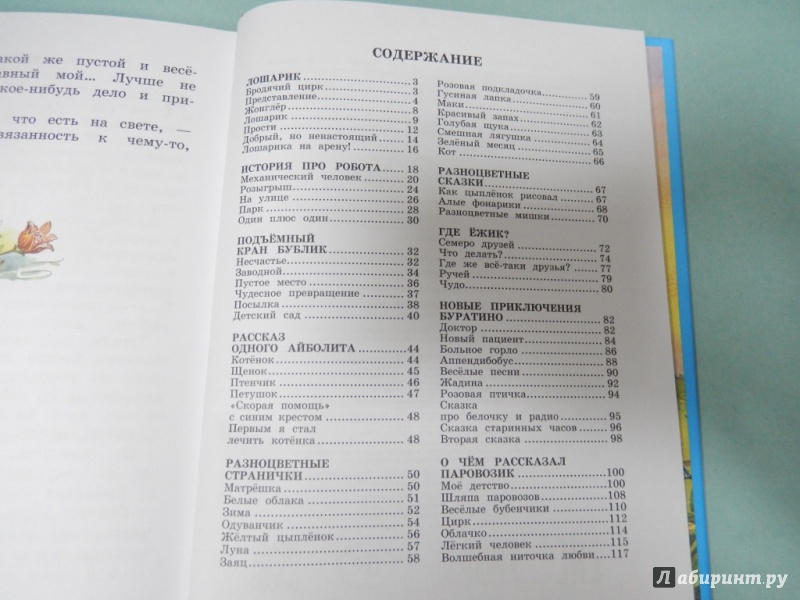 акой же пустой и весё-
авный мой... Лучше не
кое-нибудь дело и при-
что есть на свете, —
вязанность к чему-то,
СОДЕРЖАНИЕ
ЛОШАРИК 3
Бродячий цирк 3
Представление 4
Жонглёр 8
Лошарик 9
Прости 12
Добрый, но ненастоящий 14
Лошарика на арену! 16
ИСТОРИЯ ПРО РОБОТА 18
Механический человек 20
Розыгрыш 24
На улице 26
Парк 28
Один плюс один 30
ПОДЪЁМНЫЙ
КРАН БУБЛИК 32
Несчастье 32
Заводной 34
Пустое место 36
Чудесное превращение 37
Посылка 38
Детский сад 40
РАССКАЗ
ОДНОГО АЙБОЛИТА 44
Котёнок 44
Щенок 45
Птенчик 46
Петушок 47
«Скорая помощь»
с синим крестом 48
Первым я стал
лечить котёнка 48
РАЗНОЦВЕТНЫЕ
СТРАНИЧКИ 50
Матрёшка 50
Белые облака 51
Зима 52
Одуванчик 54
Жёлтый цыплёнок 56
Луна 57
Заяц 58
Розовая подкладочка 59
Гусиная лапка 60
Маки 61
Красивый запах 62
Голубая щука 63
Смешная лягушка 64
Зелёный месяц 65
Кот 66
РАЗНОЦВЕТНЫЕ
СКАЗКИ 67
Как цыплёнок рисовал 67
Алые фонарики 68
Разноцветные мишки 70
ГДЕ ЁЖИК?
Семеро друзей 72
Что делать? 74
Где же всё-таки друзья? 77
Ручей 79
Чудо 80
НОВЫЕ ПРИКЛЮЧЕНИЯ
БУРАТИНО 82
Доктор 82
Новый пациент 84
Больное горло 86
Аппендибобус 88
Весёлые песни 90
Жадина 92
Розовая птичка 94
Сказка
про белочку и радио 95
Сказка старинных часов 96
Вторая сказка 98
О ЧЁМ РАССКАЗАЛ
ПАРОВОЗИК 100
Моё детство 100
Шляпа паровозов 108
Весёлые бубенчики 110
Цирк 112
Облачко 114
Лёгкий человек 115
Волшебная ниточка любви 117
Лабиринт.ру